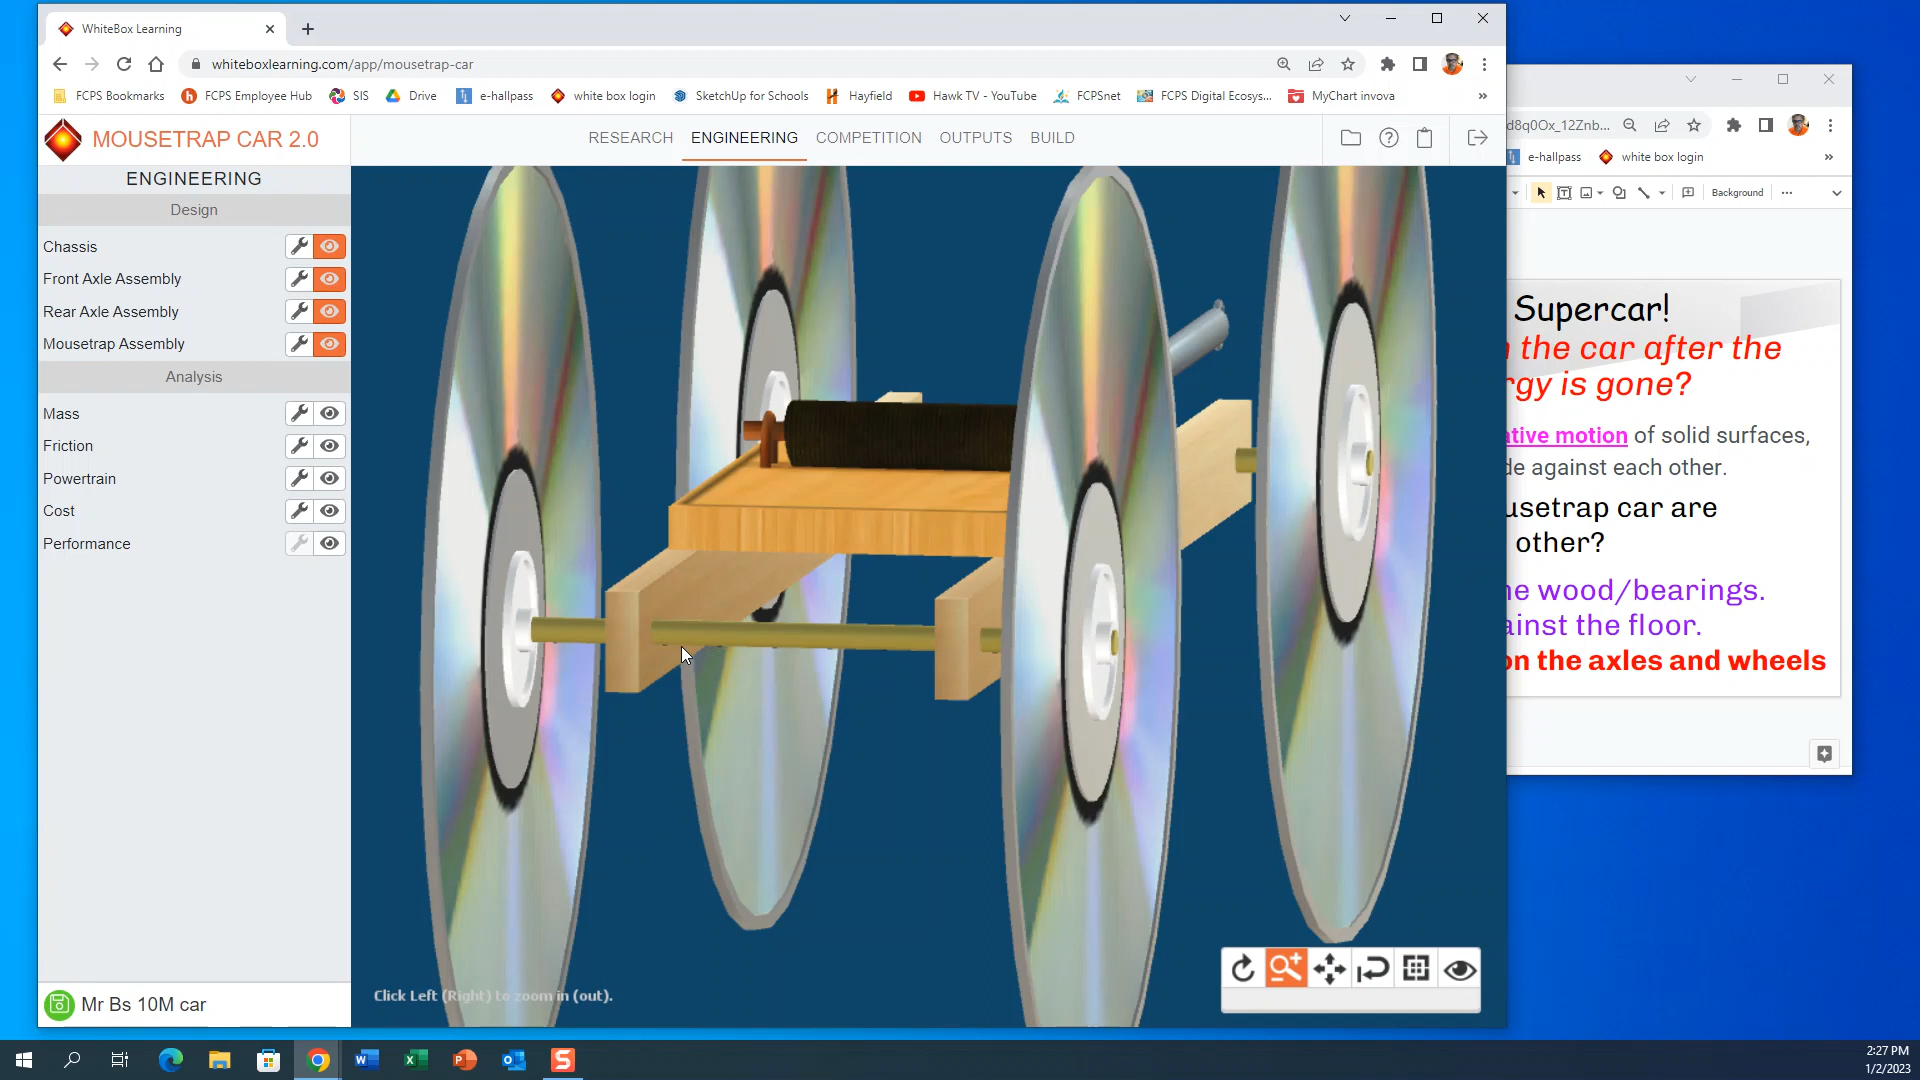 WhiteBox Learning
whiteboxlearning.com/app/mousetrap-car
FCPS Bookmarks FCPS Employee Hub SIS Drive e-hallpass white box login SketchUp for Schools Hayfield Hawk TV - YouTube FCPSnet FCPS Digital Ecosys... MyChart invova »
MOUSETRAP CAR 2.0
RESEARCH ENGINEERING COMPETITION OUTPUTS BUILD
ENGINEERING
Design
Chassis
Front Axle Assembly
Rear Axle Assembly
Mousetrap Assembly
Analysis
Mass
Friction
Powertrain
Cost
Performance
Mr Bs 10M car
Click Left (Right) to zoom in (out).
d8q0Ox_12Znb...
e-hallpass white box login »
Background
Supercar!
the car after the
rgy is gone?
ative motion of solid surfaces,
de against each other.
usetrap car are
other?
ne wood/bearings.
ainst the floor.
on the axles and wheels
2:27 PM
1/2/2023